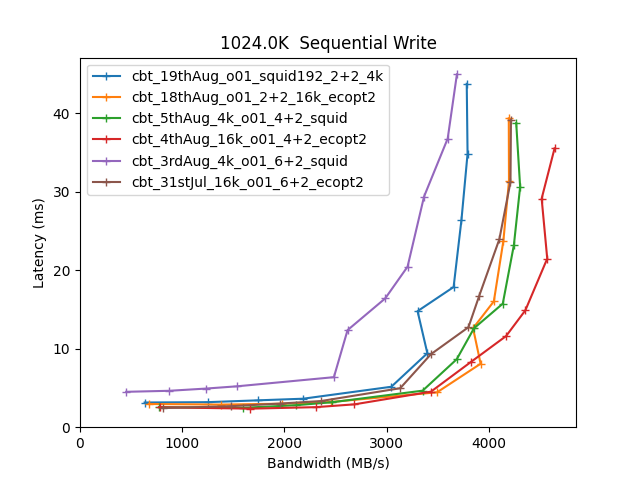 1024.0K  Sequential Write
cbt_19thAug_o01_squid192_2+2_4k
cbt_18thAug_o01_2+2_16k_ecopt2
cbt_5thAug_4k_o01_4+2_squid
cbt_4thAug_16k_o01_4+2_ecopt2
cbt_3rdAug_4k_o01_6+2_squid
cbt_31stJul_16k_o01_6+2_ecopt2
Latency (ms)
40
30
20
10
0
0 1000 2000 3000 4000
Bandwidth (MB/s)